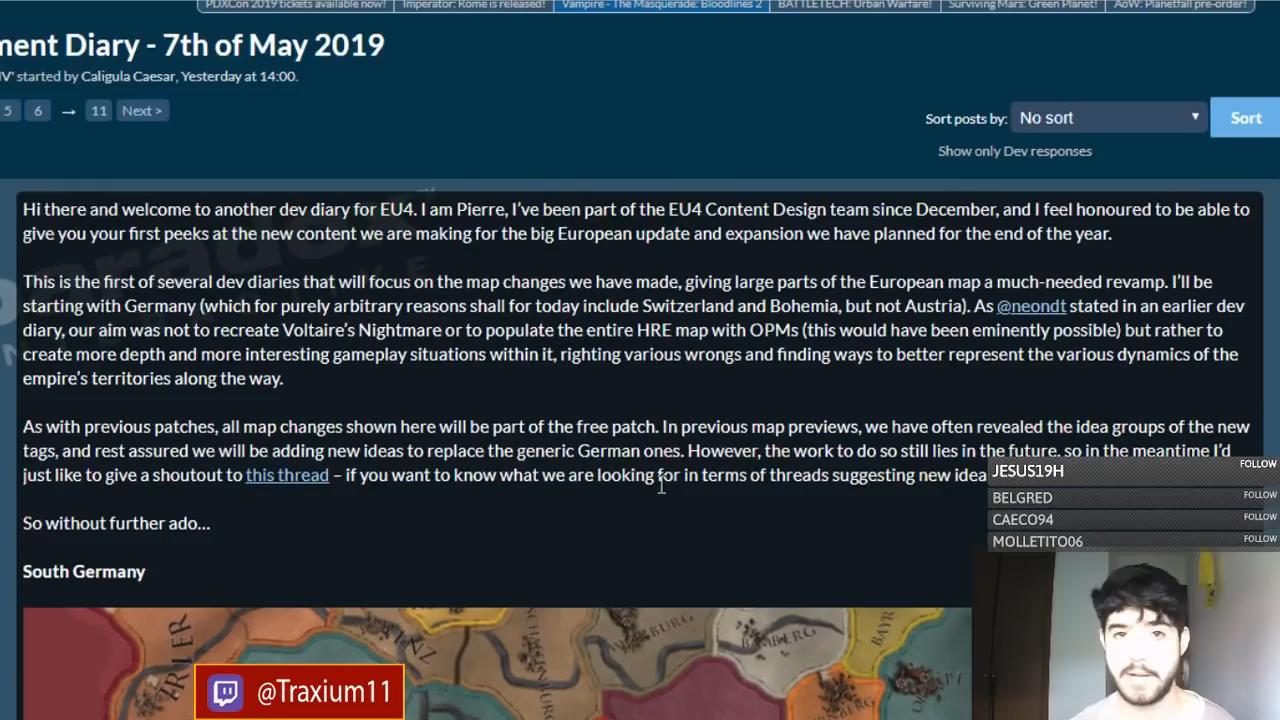 PDXCon 2019 tickets available now! Imperator: Rome is released! Vampire - The Masquerade: Bloodlines 2 BATTLETECH: Urban Warfare! Surviving Mars: Green Planet! AoW: Planetfall pre-order!
ment Diary - 7th of May 2019
IV' started by Caligula Caesar, Yesterday at 14:00.
5 6 → 11 Next >
Sort posts by: No sort Sort
Show only Dev responses
Hi there and welcome to another dev diary for EU4. I am Pierre, I've been part of the EU4 Content Design team since December, and I feel honoured to be able to
give you your first peeks at the new content we are making for the big European update and expansion we have planned for the end of the year.
This is the first of several dev diaries that will focus on the map changes we have made, giving large parts of the European map a much-needed revamp. I'll be
starting with Germany (which for purely arbitrary reasons shall for today include Switzerland and Bohemia, but not Austria). As @neondt stated in an earlier dev
diary, our aim was not to recreate Voltaire's Nightmare or to populate the entire HRE map with OPMs (this would have been eminently possible) but rather to
create more depth and more interesting gameplay situations within it, righting various wrongs and finding ways to better represent the various dynamics of the
empire's territories along the way.
As with previous patches, all map changes shown here will be part of the free patch. In previous map previews, we have often revealed the idea groups of the new
tags, and rest assured we will be adding new ideas to replace the generic German ones. However, the work to do so still lies in the future, so in the meantime I'd
just like to give a shoutout to this thread – if you want to know what we are looking for in terms of threads suggesting new idea
JESUS19H FOLLOW
BELGRED FOLLOW
CAECO94 FOLLOW
MOLLETITO06 FOLLOW
So without further ado...
South Germany
TRIER
BAMBERG
@Traxium11